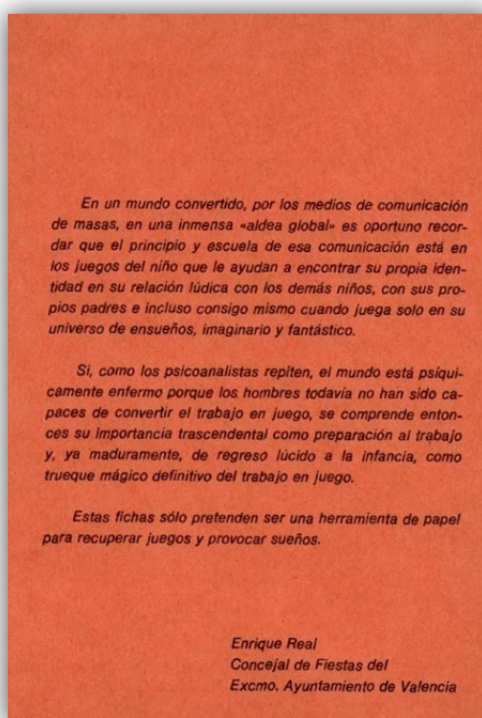 En un mundo convertido, por los medios de comunicación
de masas, en una inmensa «aldea global» es oportuno recor-
dar que el principio y escuela de esa comunicación está en
los juegos del niño que le ayudan a encontrar su propia iden-
tidad en su relación lúdica con los demás niños, con sus pro-
pios padres e incluso consigo mismo cuando juega solo en su
universo de ensueños, imaginario y fantástico.
Si, como los psicoanalistas repiten, el mundo está psíqui-
camente enfermo porque los hombres todavía no han sido ca-
paces de convertir el trabajo en juego, se comprende enton-
ces su importancia trascendental como preparación al trabajo
y, ya maduramente, de regreso lúcido a la infancia, como
trueque mágico definitivo del trabajo en juego.
Estas fichas sólo pretenden ser una herramienta de papel
para recuperar juegos y provocar sueños.
Enrique Real
Concejal de Fiestas del
Excmo. Ayuntamiento de Valencia